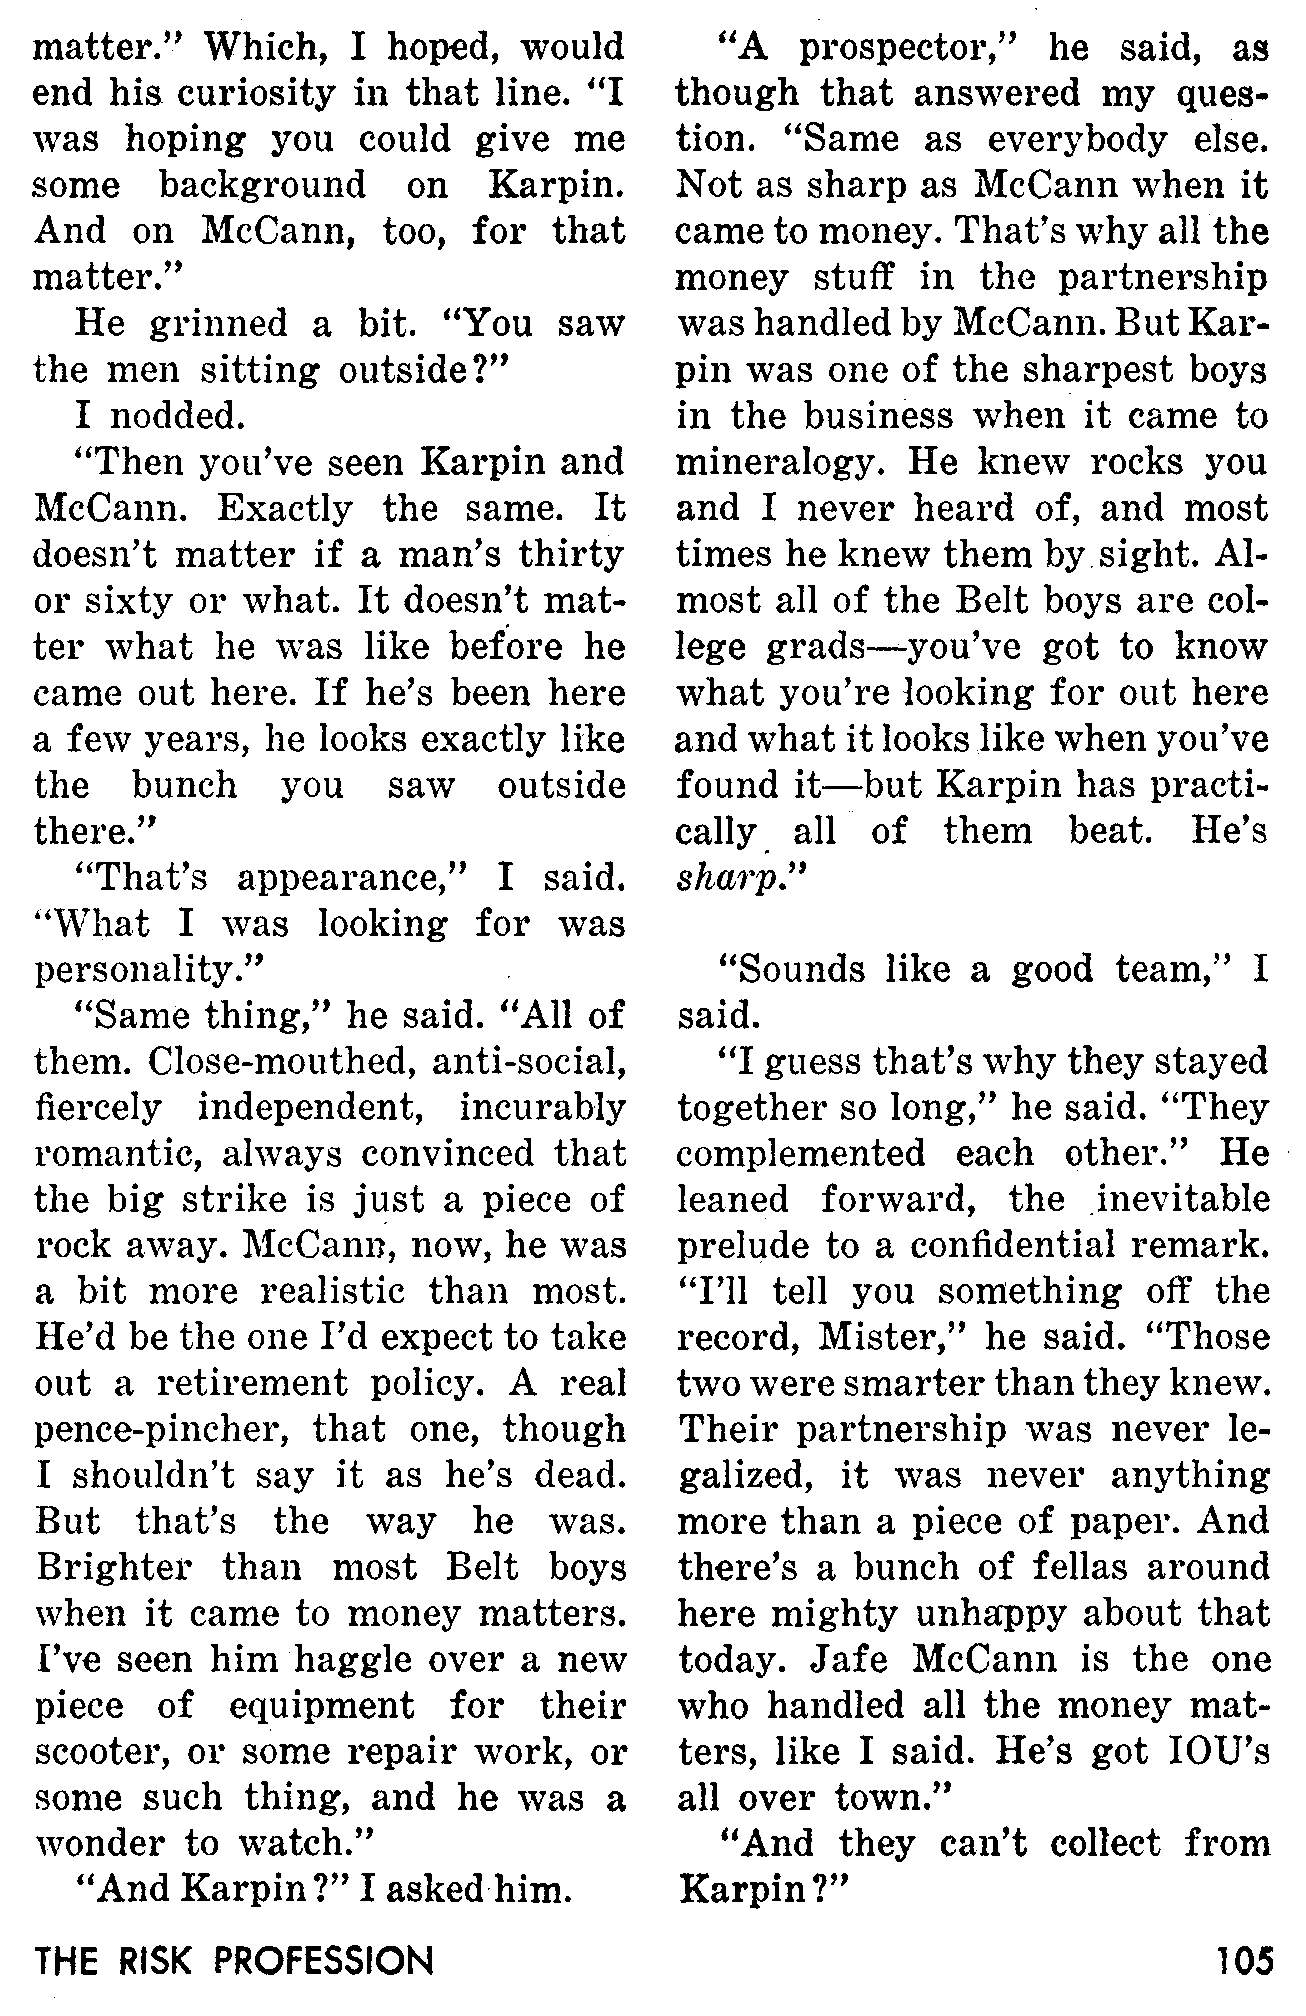 matter.” Which, I hoped, would
end his curiosity in that line. “I
was hoping you could give me
some background on Karpin.
And on McCann, too, for that
matter.”
He grinned a bit. “You saw
the men sitting outside?”
I nodded.
“Then you’ve seen Karpin and
McCann. Exactly the same. It
doesn’t matter if a man’s thirty
or sixty or what. It doesn’t mat-
ter what he was like before he
came out here. If he’s been here
a few years, he looks exactly like
the bunch you saw outside
there.”
“That’s appearance,” I said.
“What I was looking for was
personality.”
“Same thing,” he said. “All of
them. Close-mouthed, anti-social,
fiercely independent, incurably
romantic, always convinced that
the big strike is just a piece of
rock away. McCann, now, he was
a bit more realistic than most.
He’d be the one I’d expect to take
out a retirement policy. A real
pence-pincher, that one, though
I shouldn’t say it as he’s dead.
But that’s the way he was.
Brighter than most Belt boys
when it came to money matters.
I’ve seen him haggle over a new
piece of equipment for their
scooter, or some repair work, or
some such thing, and he was a
wonder to watch.”
“And Karpin?” I asked him.
“A prospector,” he said, as
though that answered my ques-
tion. “Same as everybody else.
Not as sharp as McCann when it
came to money. That’s why all the
money stuff in the partnership
was handled by McCann. But Kar-
pin was one of the sharpest boys
in the business when it came to
mineralogy. He knew rocks you
and I never heard of, and most
times he knew them by sight. Al-
most all of the Belt boys are col-
lege grads—you’ve got to know
what you’re looking for out here
and what it looks like when you’ve
found it—but Karpin has practi-
cally all of them beat. He’s
sharp.”
“Sounds like a good team,” I
said.
“I guess that’s why they stayed
together so long,” he said. “They
complemented each other.” He
leaned forward, the inevitable
prelude to a confidential remark.
“I’ll tell you something off the
record, Mister,” he said. “Those
two were smarter than they knew.
Their partnership was never le-
galized, it was never anything
more than a piece of paper. And
there’s a bunch of fellas around
here mighty unhappy about that
today. Jafe McCann is the one
who handled all the money mat-
ters, like I said. He’s got IOU’s
all over town.”
“And they can’t collect from
Karpin?”
THE RISK PROFESSION 105